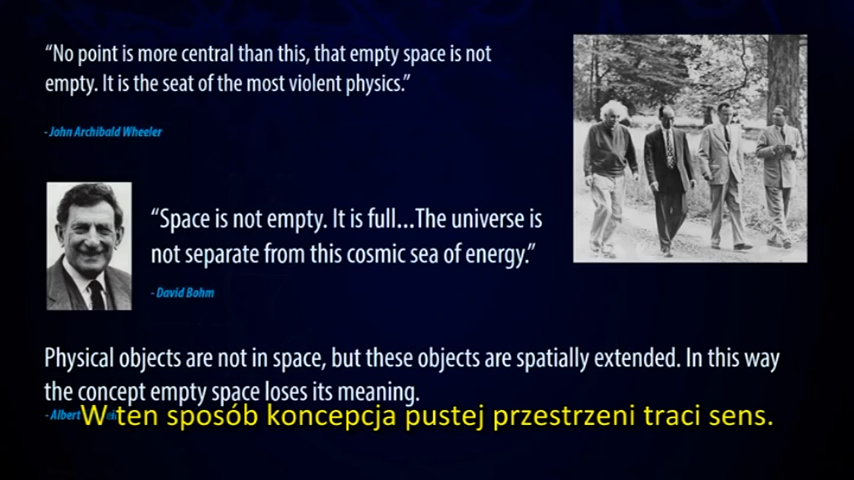 “No point is more central than this, that empty space is not
empty. It is the seat of the most violent physics.”
- John Archibald Wheeler
“Space is not empty. It is full...The universe is
not separate from this cosmic sea of energy.”
- David Bohm
Physical objects are not in space, but these objects are spatially extended. In this way
the concept empty space loses its meaning.
- Albert
W ten sposób koncepcja pustej przestrzeni traci sens.